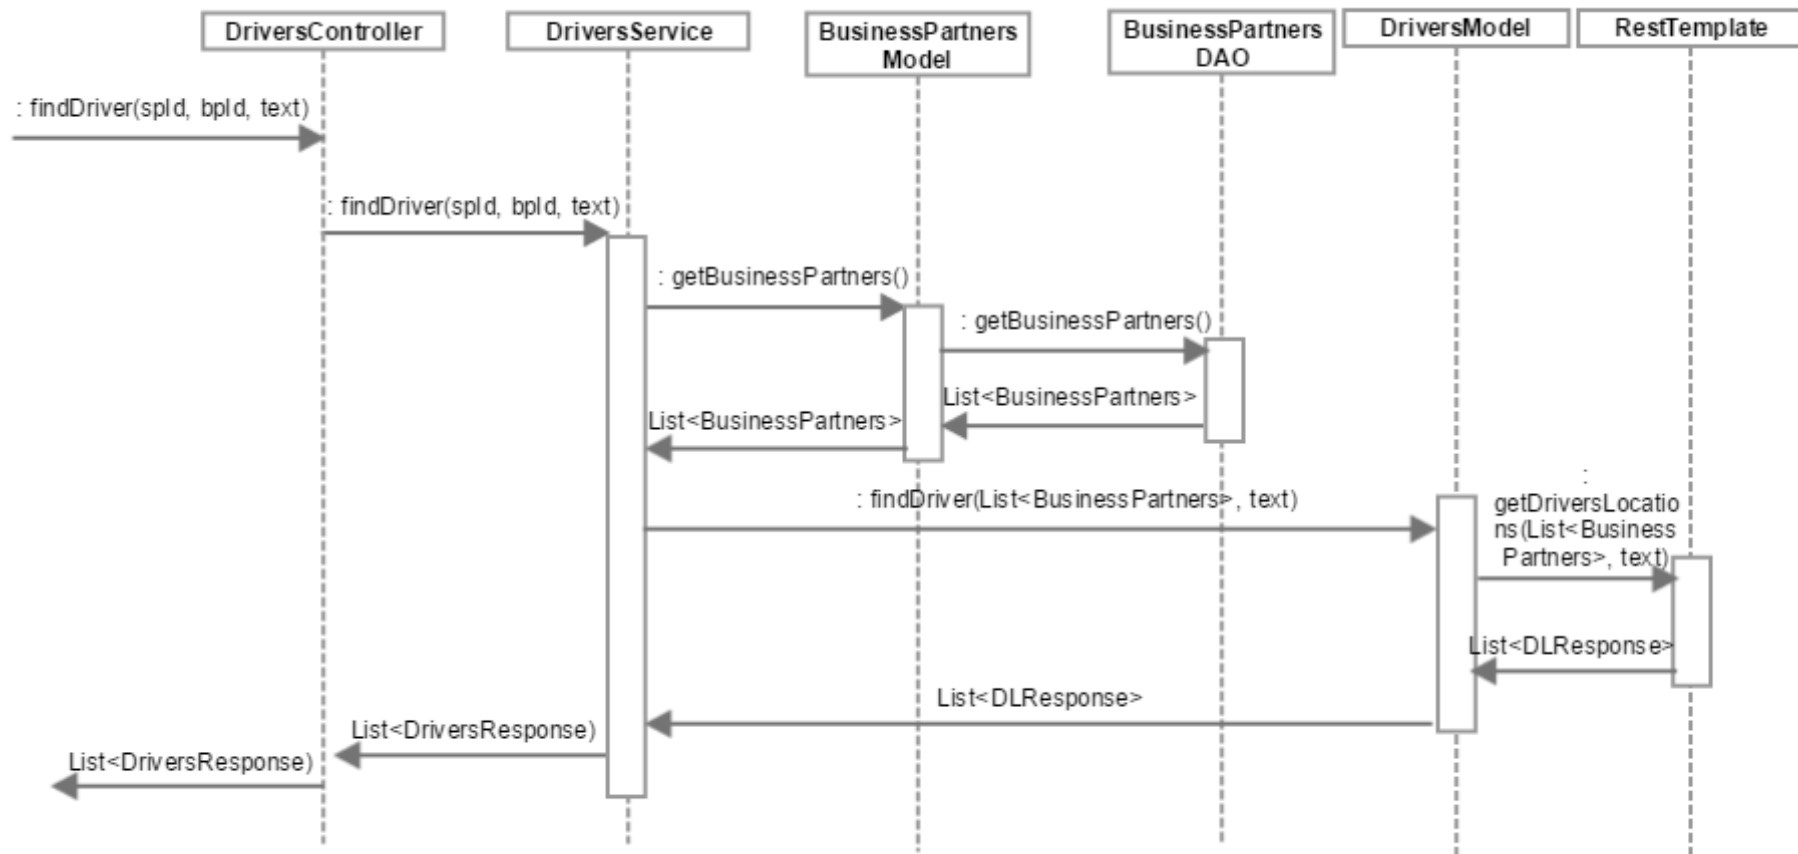 DriversController
DriversService
BusinessPartners
Model
BusinessPartners
DAO
DriversModel
RestTemplate
: findDriver(spId, bpId, text)
: findDriver(spId, bpId, text)
: getBusinessPartners()
: getBusinessPartners()
List<BusinessPartners>
List<BusinessPartners>
: findDriver(List<BusinessPartners>, text)
:
getDriversLocatio
ns(List<Business
Partners>, text)
List<DLResponse>
List<DLResponse>
List<DriversResponse)
List<DriversResponse)